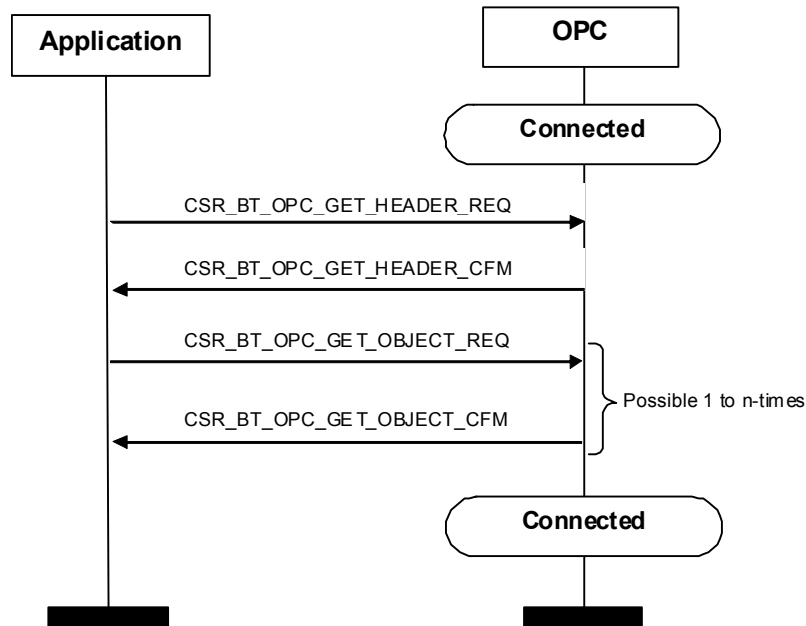 Application
OPC
Connected
CSR_BT_OPC_GET_HEADER_REQ
CSR_BT_OPC_GET_HEADER_CFM
CSR_BT_OPC_GET_OBJECT_REQ
Possible 1 to n-times
CSR_BT_OPC_GET_OBJECT_CFM
Connected